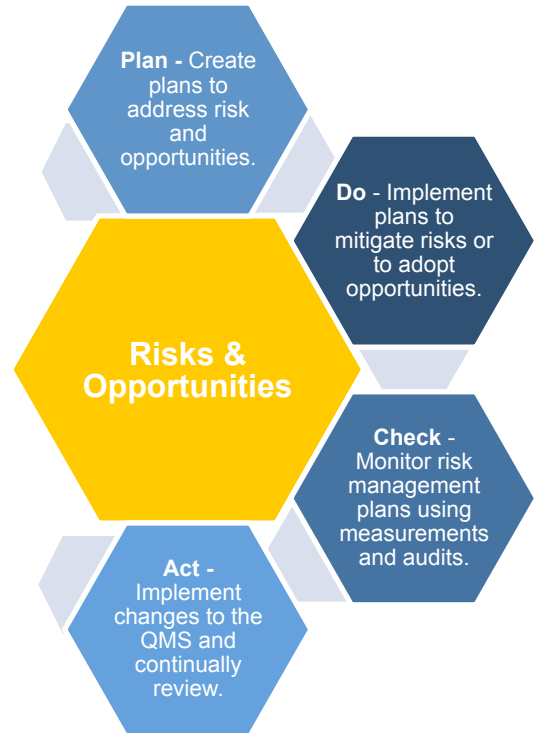 Plan - Create
plans to
address risk
and
opportunities.
Do - Implement
plans to
mitigate risks or
to adopt
opportunities.
Risks &
Opportunities
Check -
Monitor risk
management
plans using
measurements
and audits.
Act -
Implement
changes to the
QMS and
continually
review.